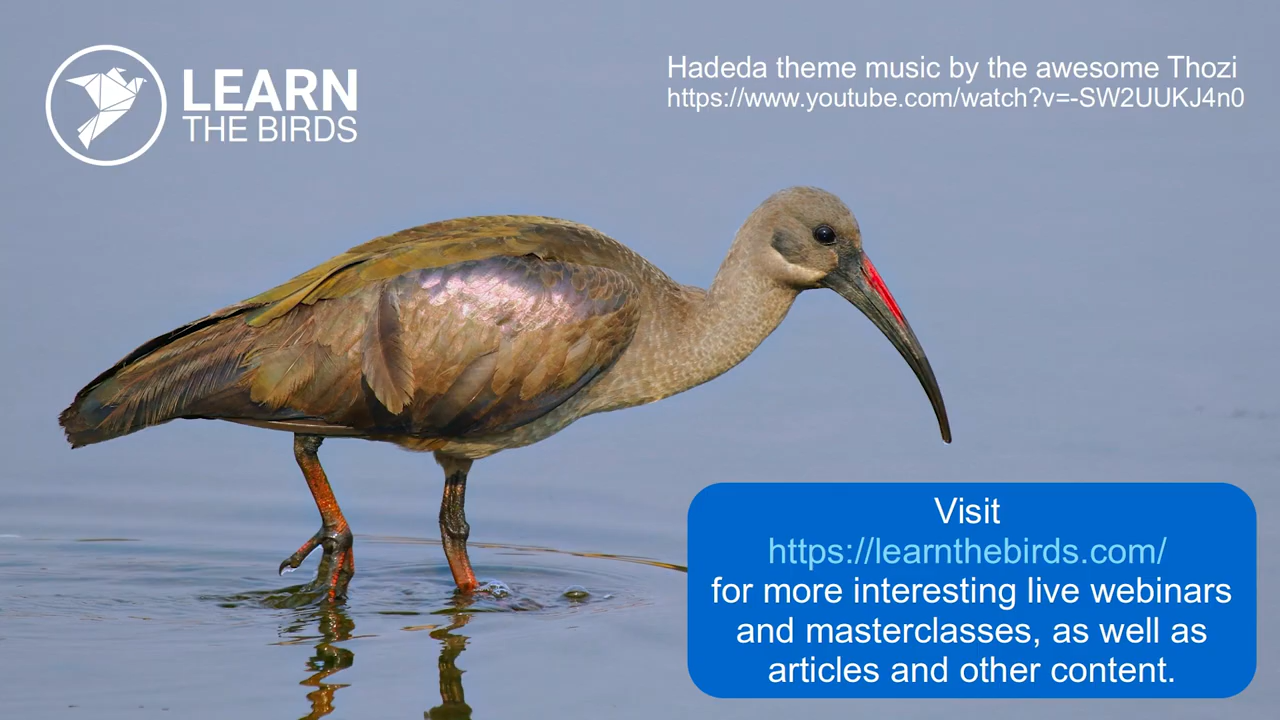 LEARN
THE BIRDS
Hadeda theme music by the awesome Thozi
https://www.youtube.com/watch?v=-SW2UUKJ4n0
Visit
https://learnthebirds.com/
for more interesting live webinars
and masterclasses, as well as
articles and other content.